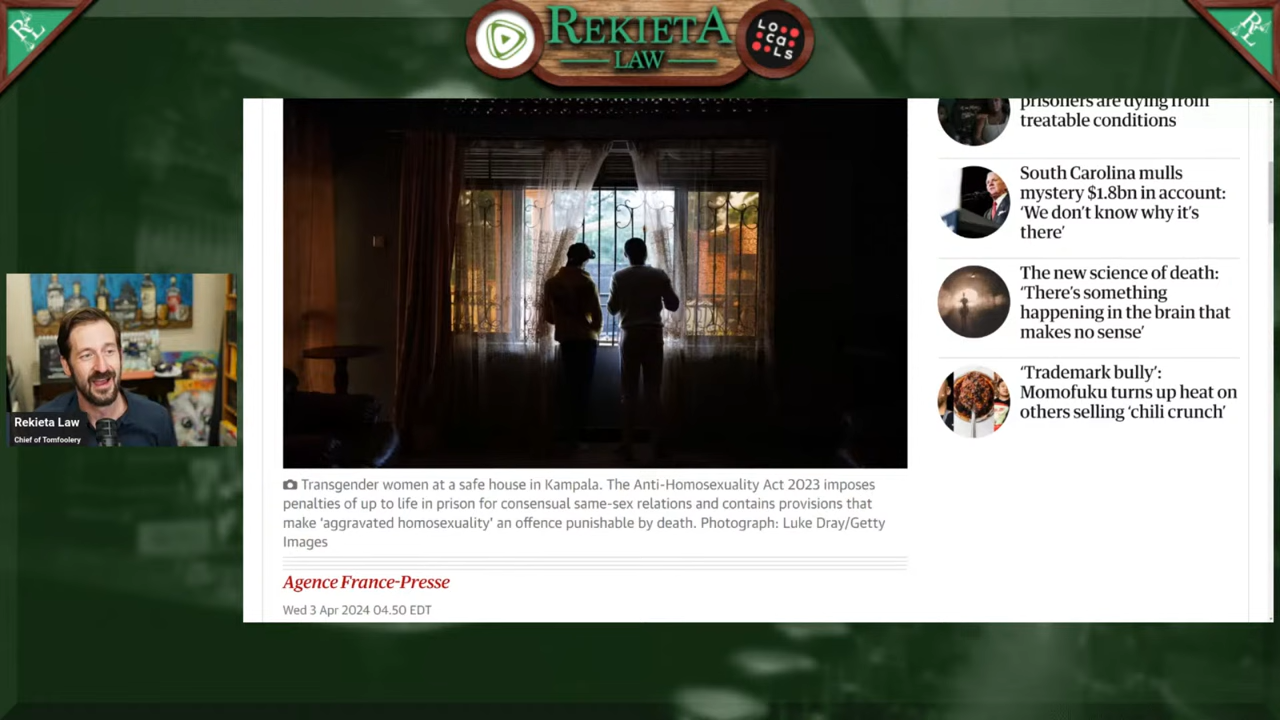 REKIETA
LAW
LOCALS
RL
RL
prisoners are dying from
treatable conditions
South Carolina mulls
mystery $1.8bn in account:
‘We don’t know why it’s
there’
The new science of death:
‘There’s something
happening in the brain that
makes no sense’
‘Trademark bully’:
Momofuku turns up heat on
others selling ‘chili crunch’
Rekieta Law
Chief of Tomfoolery
Transgender women at a safe house in Kampala. The Anti-Homosexuality Act 2023 imposes
penalties of up to life in prison for consensual same-sex relations and contains provisions that
make ‘aggravated homosexuality’ an offence punishable by death. Photograph: Luke Dray/Getty
Images
Agence France-Presse
Wed 3 Apr 2024 04.50 EDT